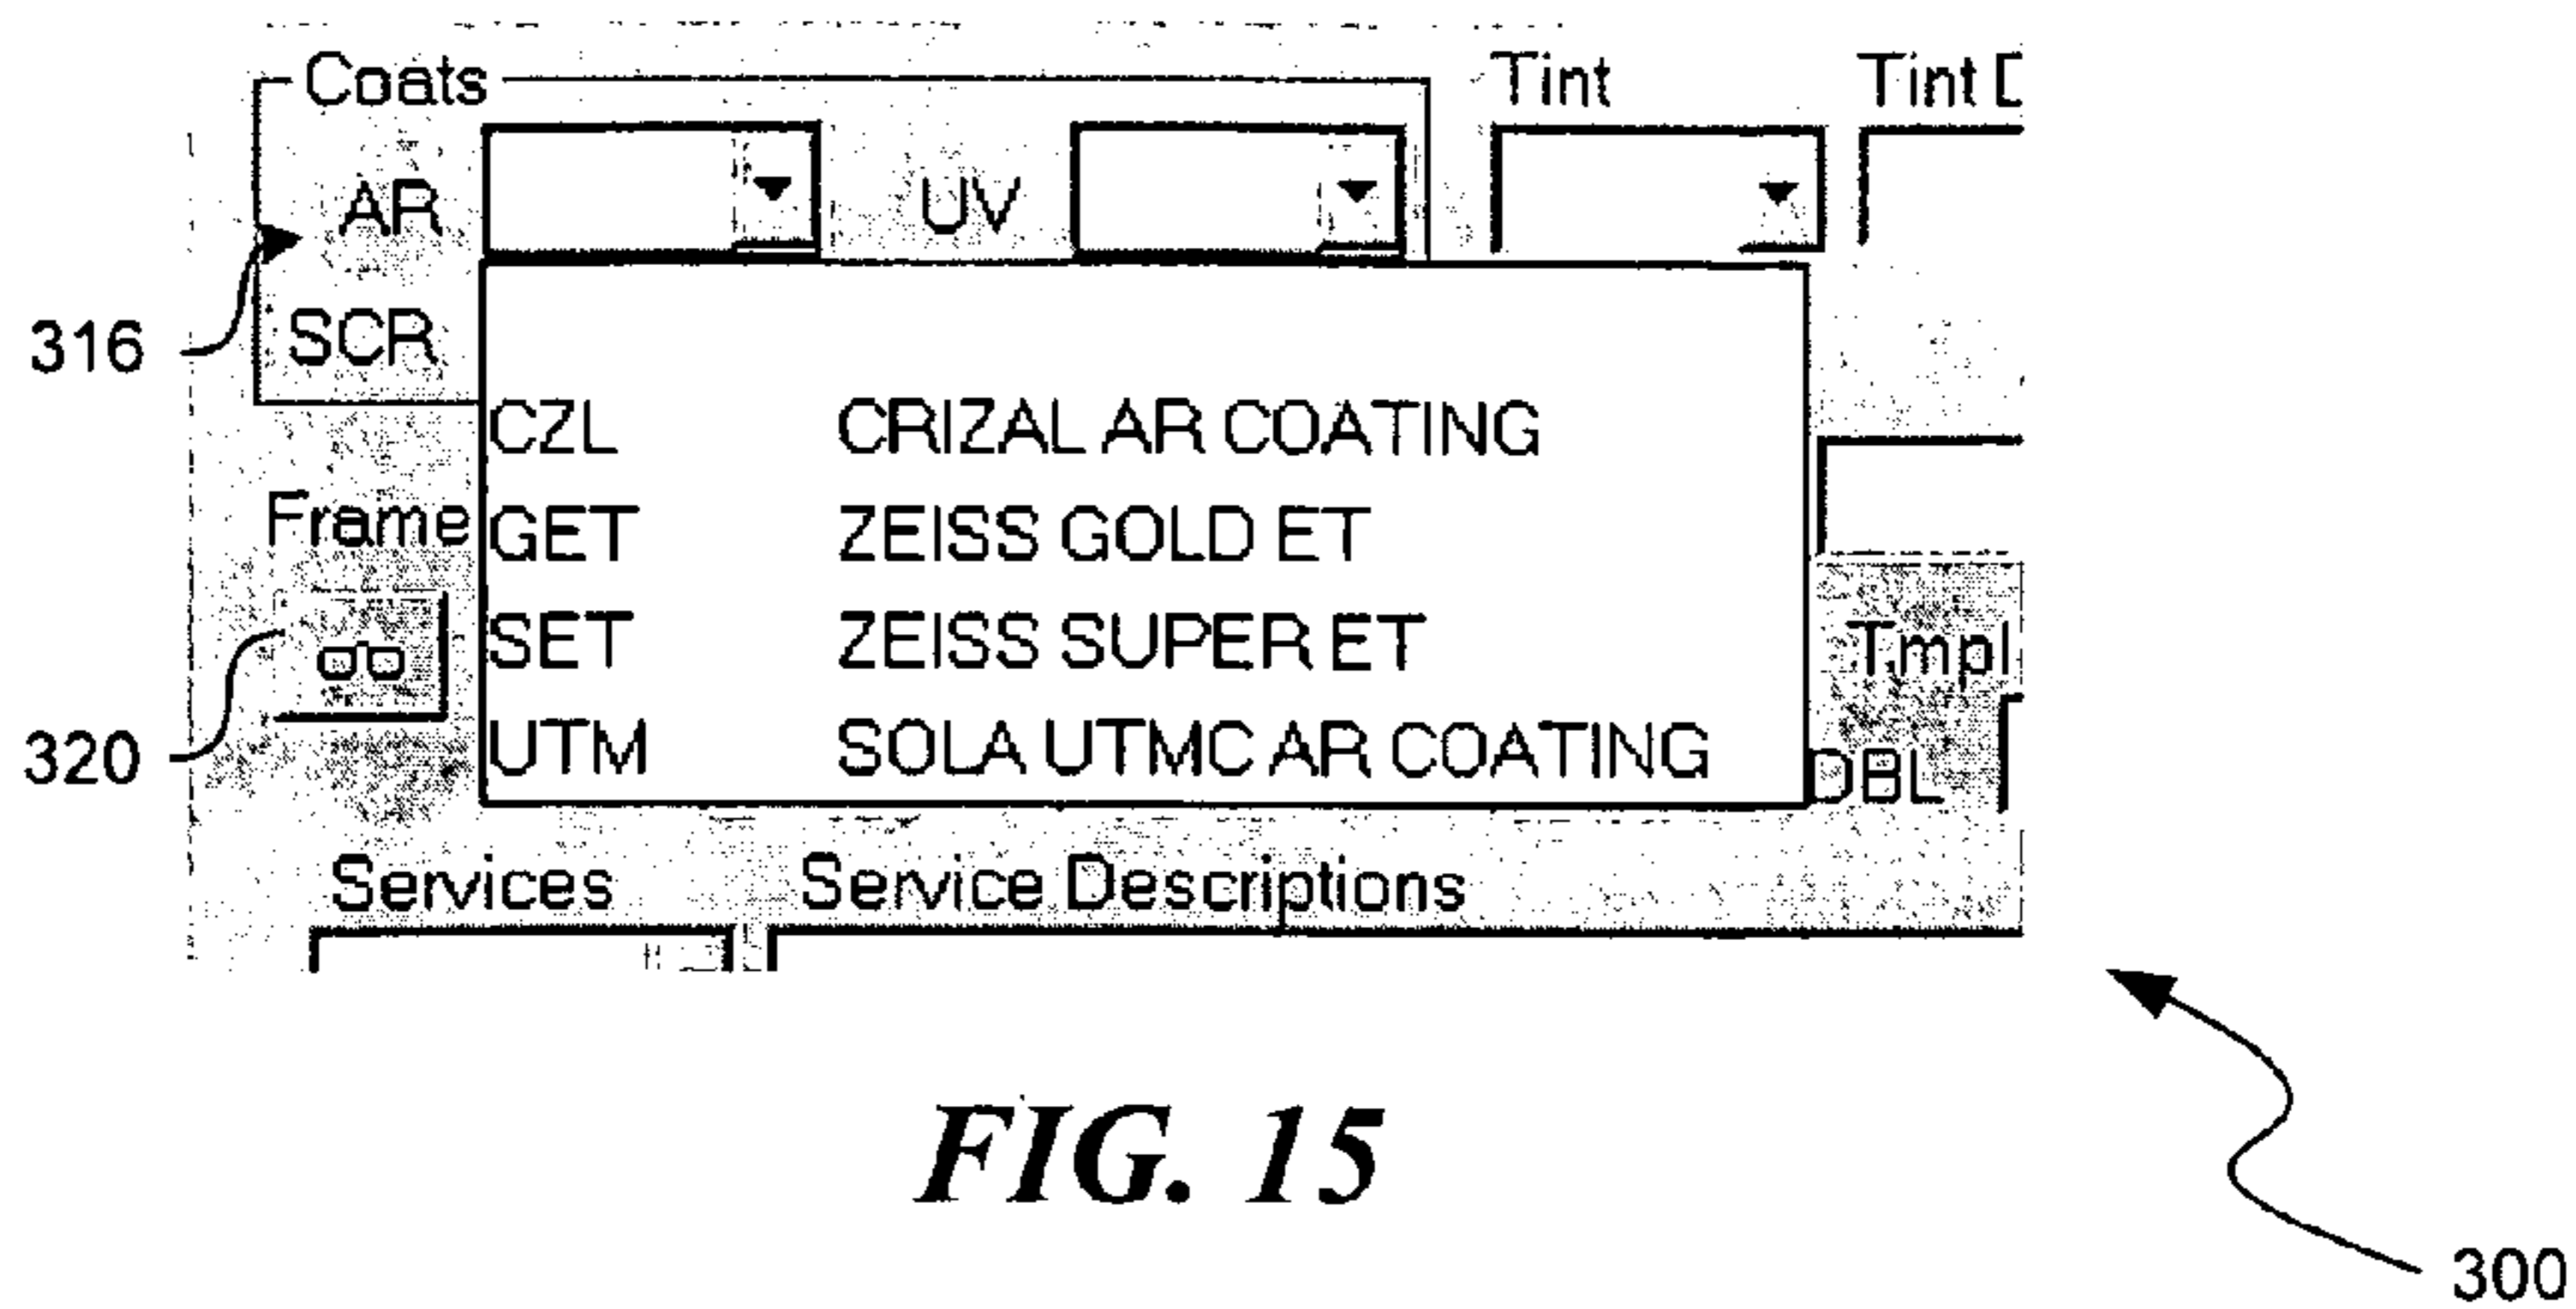 Coats
Tint
Tint D
AR
UV
316
SCR
CZL CRIZAL AR COATING
Frame
GET ZEISS GOLD ET
SET ZEISS SUPER ET
Tmpl
320
UTM SOLA UTMC AR COATING
DBL
Services
Service Descriptions
FIG. 15
300